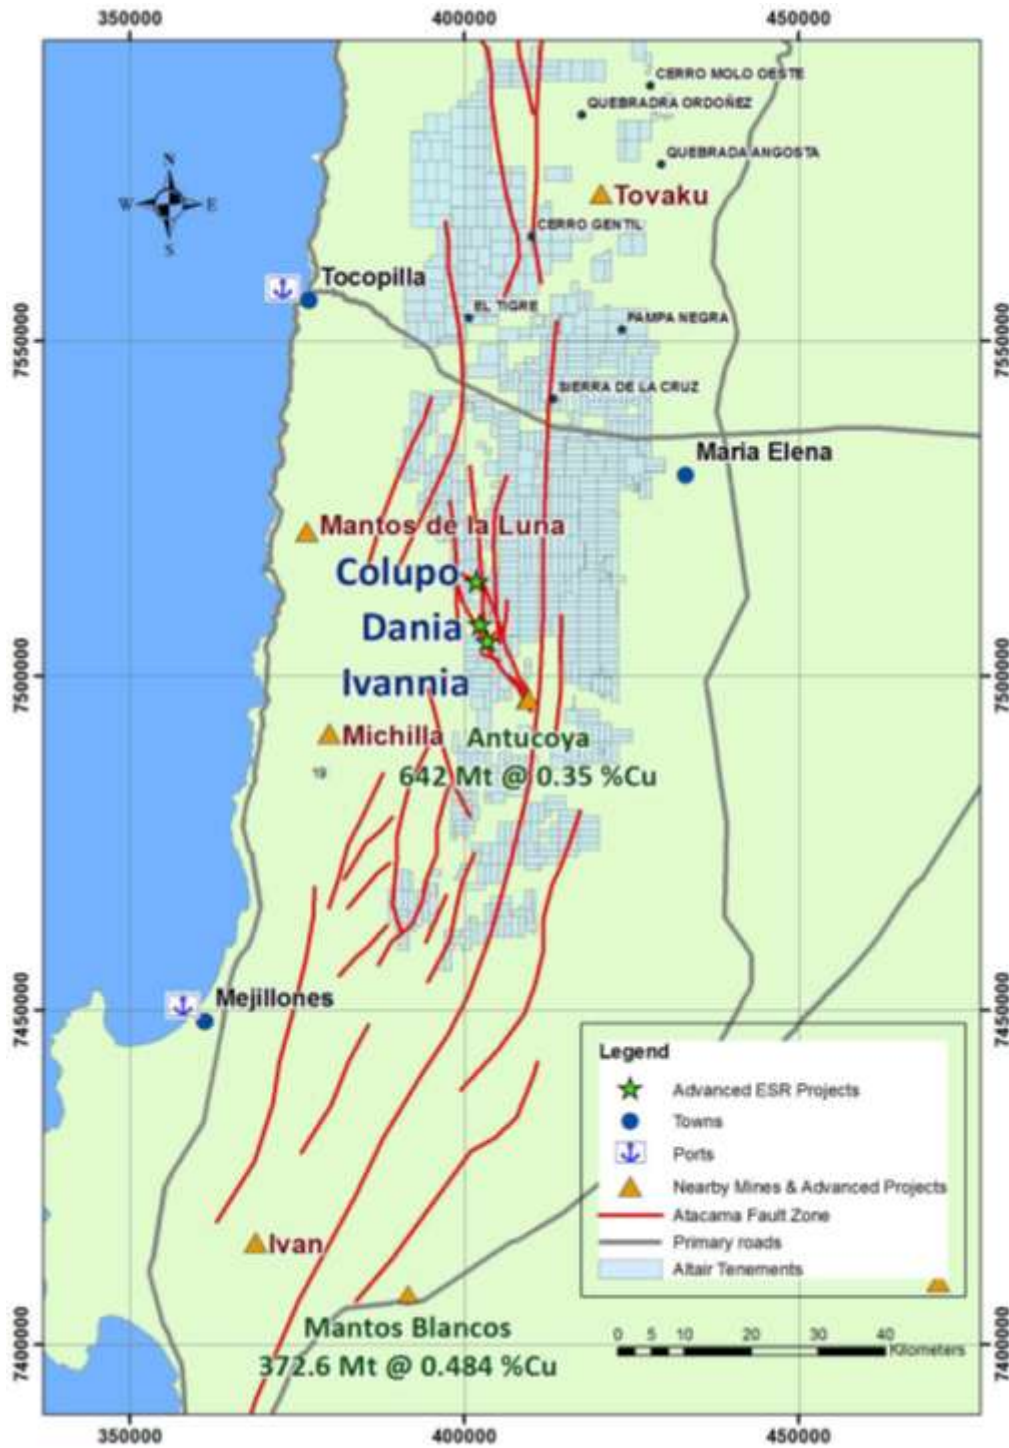 350000 400000 450000
CERRO MOLO OESTE
QUEBRADRA ORDOÑEZ
QUEBRADA ANGOSTA
N
W E
S
Tovaku
CERRO GENTIL
Tocopilla
EL TIGRE
PAMPA NEGRA
7550000 7550000
SIERRA DE LA CRUZ
Maria Elena
Mantos de la Luna
Colupo
Dania
Ivannia
7500000 7500000
Michilla
Antucoya
19
642 Mt @ 0.35 %Cu
Mejillones
7450000 7450000
Legend
Advanced ESR Projects
Towns
Ports
Nearby Mines & Advanced Projects
Atacama Fault Zone
Primary roads
Altair Tenements
Ivan
Mantos Blancos
372.6 Mt @ 0.484 %Cu
0 5 10 20 30 40
Kilometers
7400000 7400000
350000 400000 450000